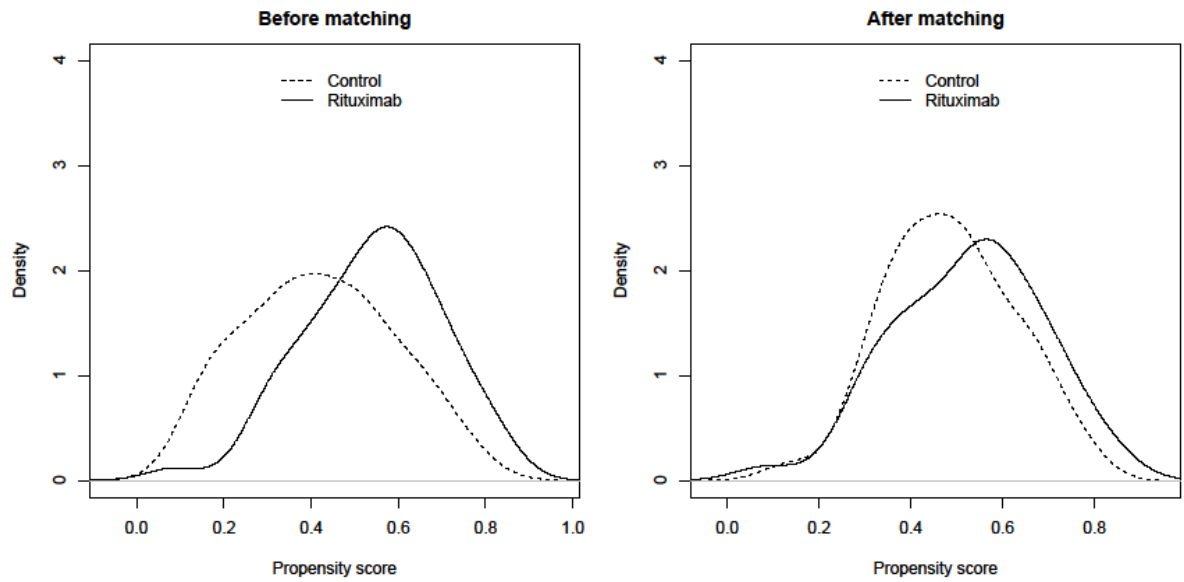 Before matching
Control
Rituximab
4
3
2
1
0
Density
0.0 0.2 0.4 0.6 0.8 1.0
Propensity score
After matching
Control
Rituximab
4
3
2
1
0
Density
0.0 0.2 0.4 0.6 0.8
Propensity score